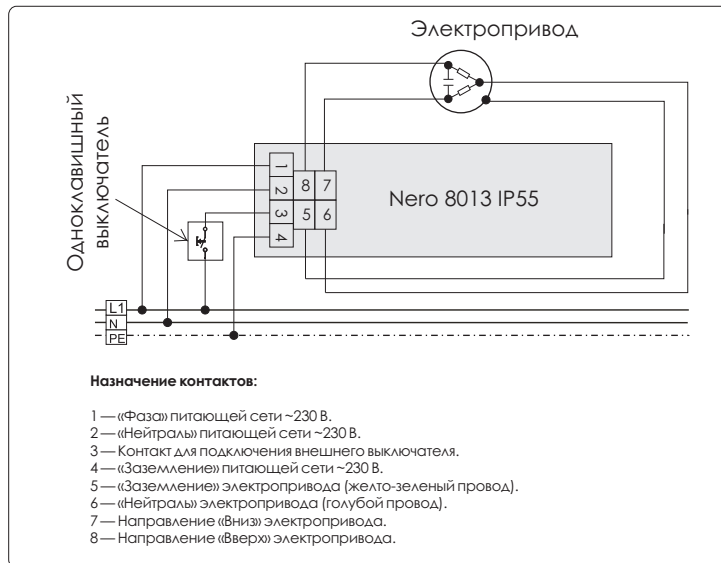 Электропривод
Одноклавишный
выключатель
1
2
3
4
8 7
5 6
Nero 8013 IP55
L1
N
PE
Назначение контактов:
1 — «Фаза» питающей сети ~230 В.
2 — «Нейтраль» питающей сети ~230 В.
3 — Контакт для подключения внешнего выключателя.
4 — «Заземление» питающей сети ~230 В.
5 — «Заземление» электропривода (желто-зеленый провод).
6 — «Нейтраль» электропривода (голубой провод).
7 — Направление «Вниз» электропривода.
8 — Направление «Вверх» электропривода.